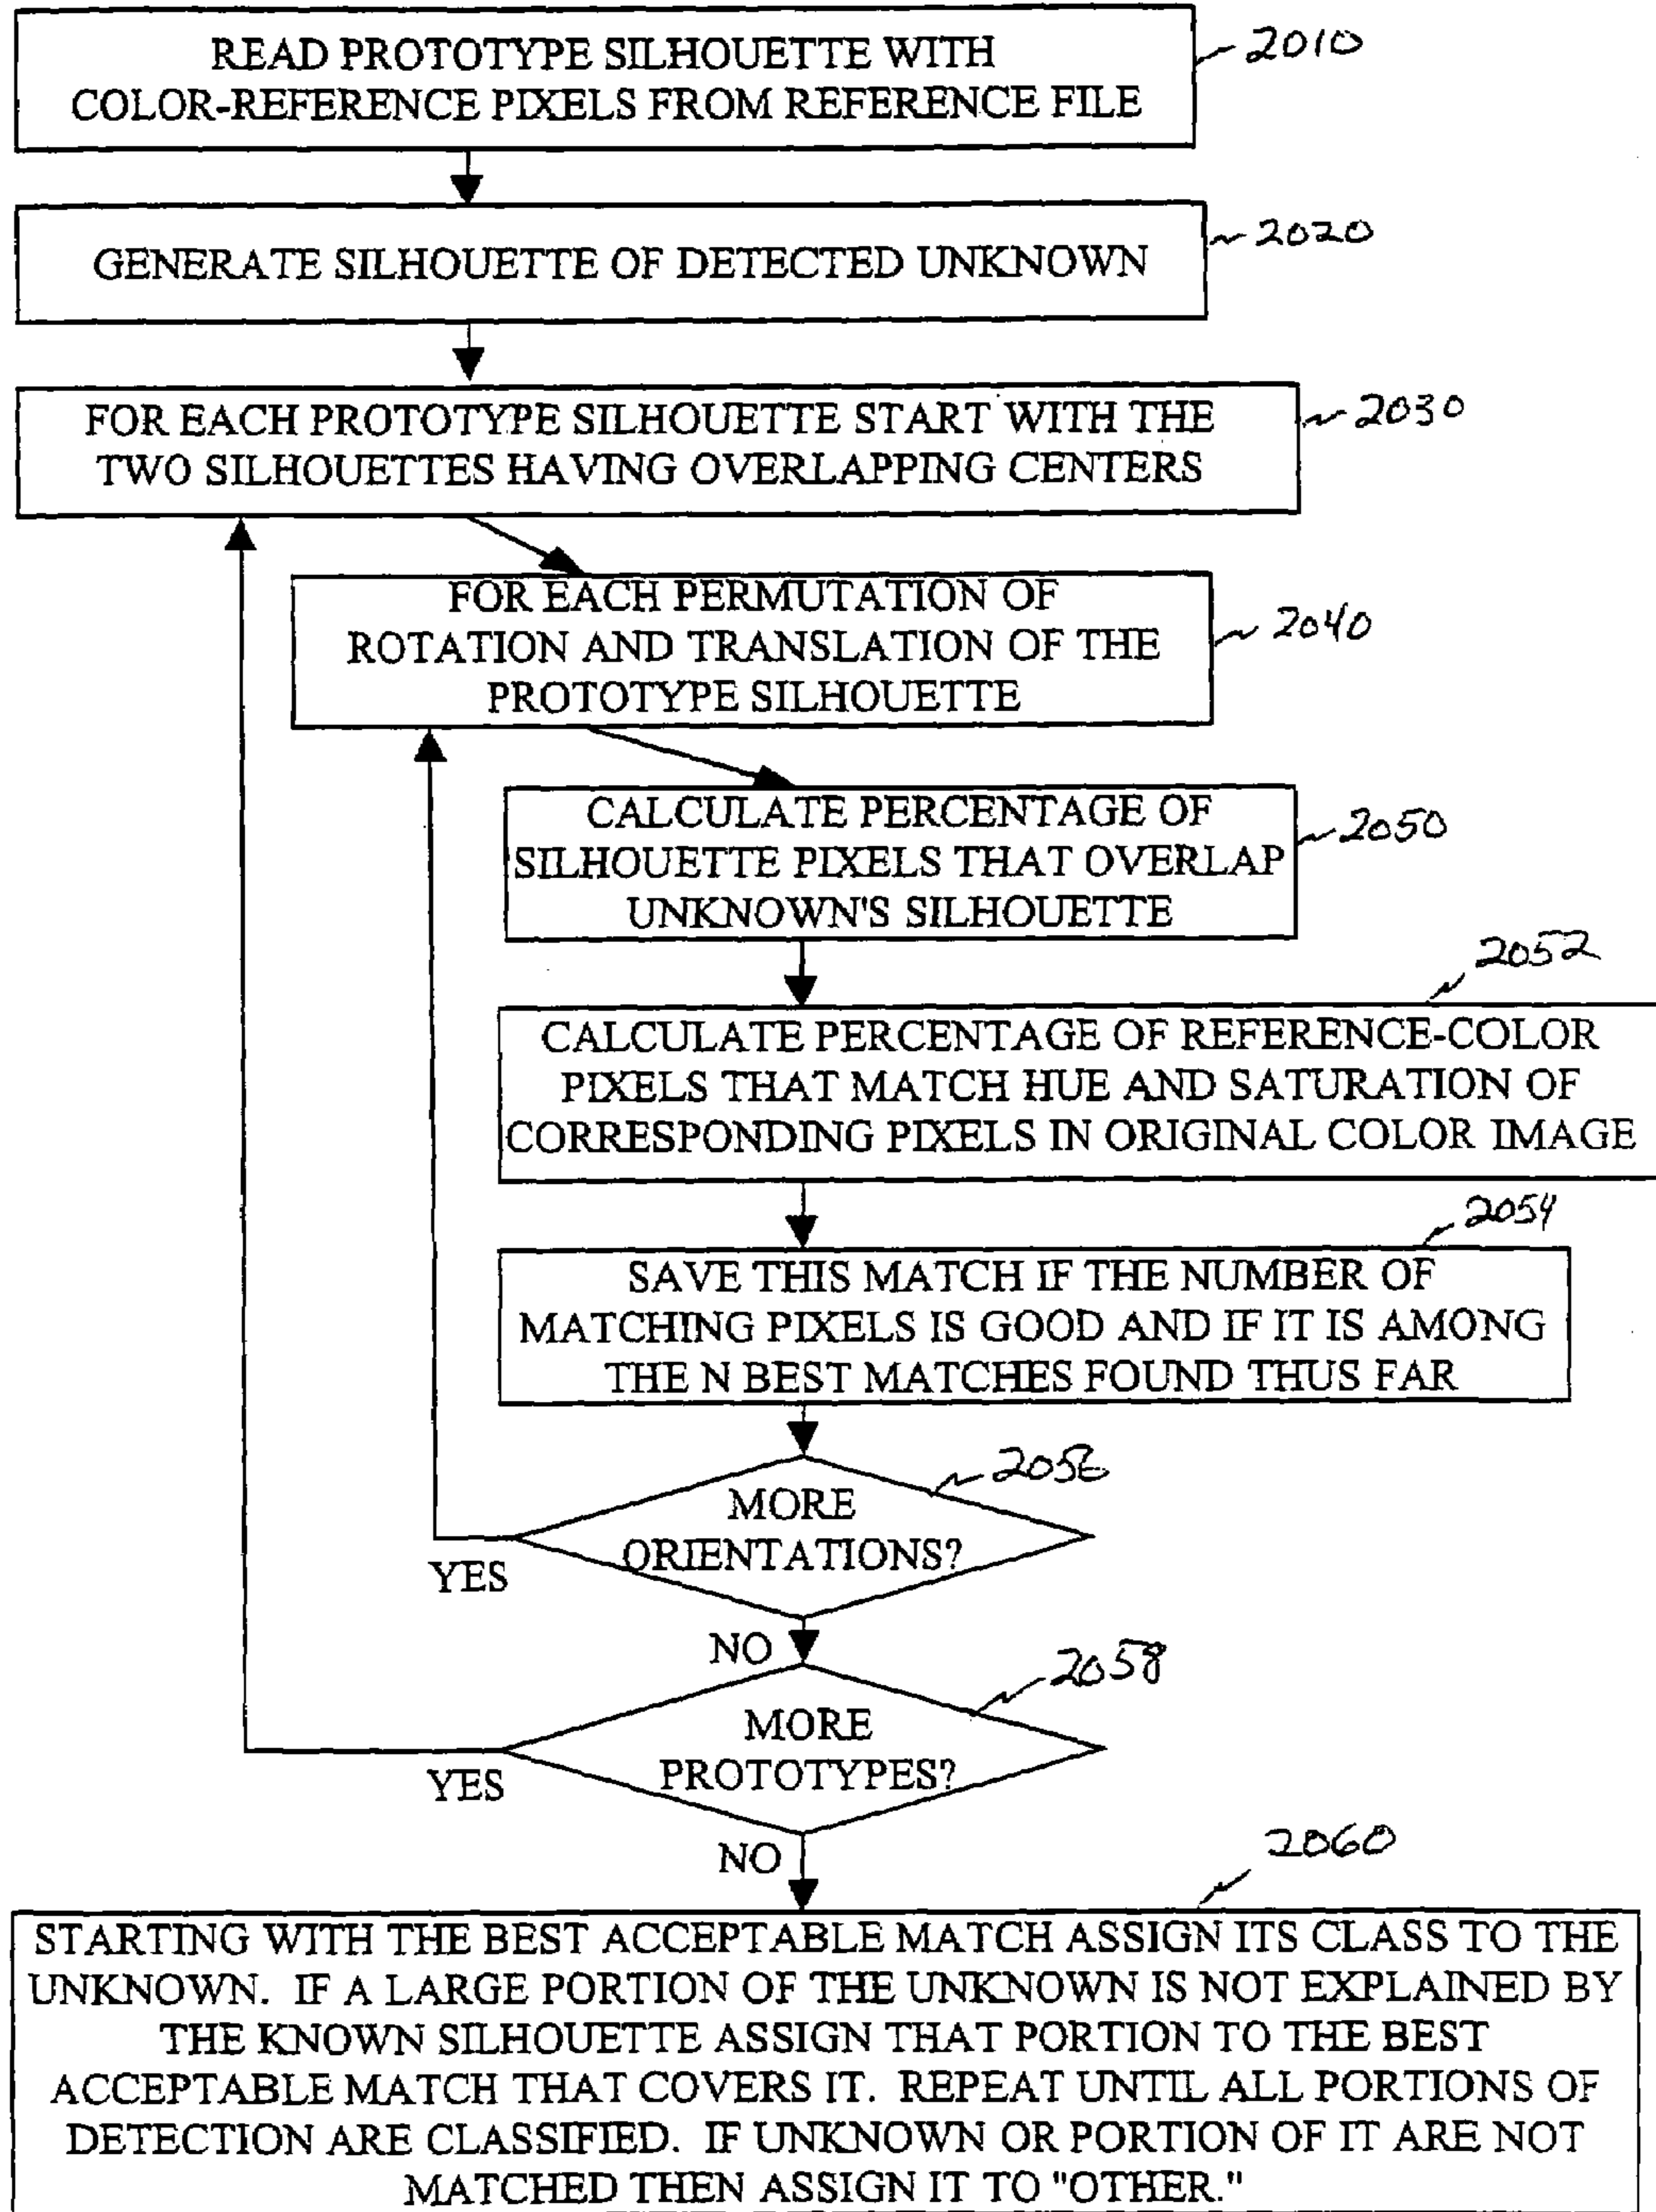 READ PROTOTYPE SILHOUETTE WITH
COLOR-REFERENCE PIXELS FROM REFERENCE FILE
2010
GENERATE SILHOUETTE OF DETECTED UNKNOWN
2020
FOR EACH PROTOTYPE SILHOUETTE START WITH THE
TWO SILHOUETTES HAVING OVERLAPPING CENTERS
2030
FOR EACH PERMUTATION OF
ROTATION AND TRANSLATION OF THE
PROTOTYPE SILHOUETTE
2040
CALCULATE PERCENTAGE OF
SILHOUETTE PIXELS THAT OVERLAP
UNKNOWN'S SILHOUETTE
2050
2052
CALCULATE PERCENTAGE OF REFERENCE-COLOR
PIXELS THAT MATCH HUE AND SATURATION OF
CORRESPONDING PIXELS IN ORIGINAL COLOR IMAGE
2054
SAVE THIS MATCH IF THE NUMBER OF
MATCHING PIXELS IS GOOD AND IF IT IS AMONG
THE N BEST MATCHES FOUND THUS FAR
2056
MORE
ORIENTATIONS?
YES
NO
2058
MORE
PROTOTYPES?
YES
NO
2060
STARTING WITH THE BEST ACCEPTABLE MATCH ASSIGN ITS CLASS TO THE
UNKNOWN. IF A LARGE PORTION OF THE UNKNOWN IS NOT EXPLAINED BY
THE KNOWN SILHOUETTE ASSIGN THAT PORTION TO THE BEST
ACCEPTABLE MATCH THAT COVERS IT. REPEAT UNTIL ALL PORTIONS OF
DETECTION ARE CLASSIFIED. IF UNKNOWN OR PORTION OF IT ARE NOT
MATCHED THEN ASSIGN IT TO "OTHER."